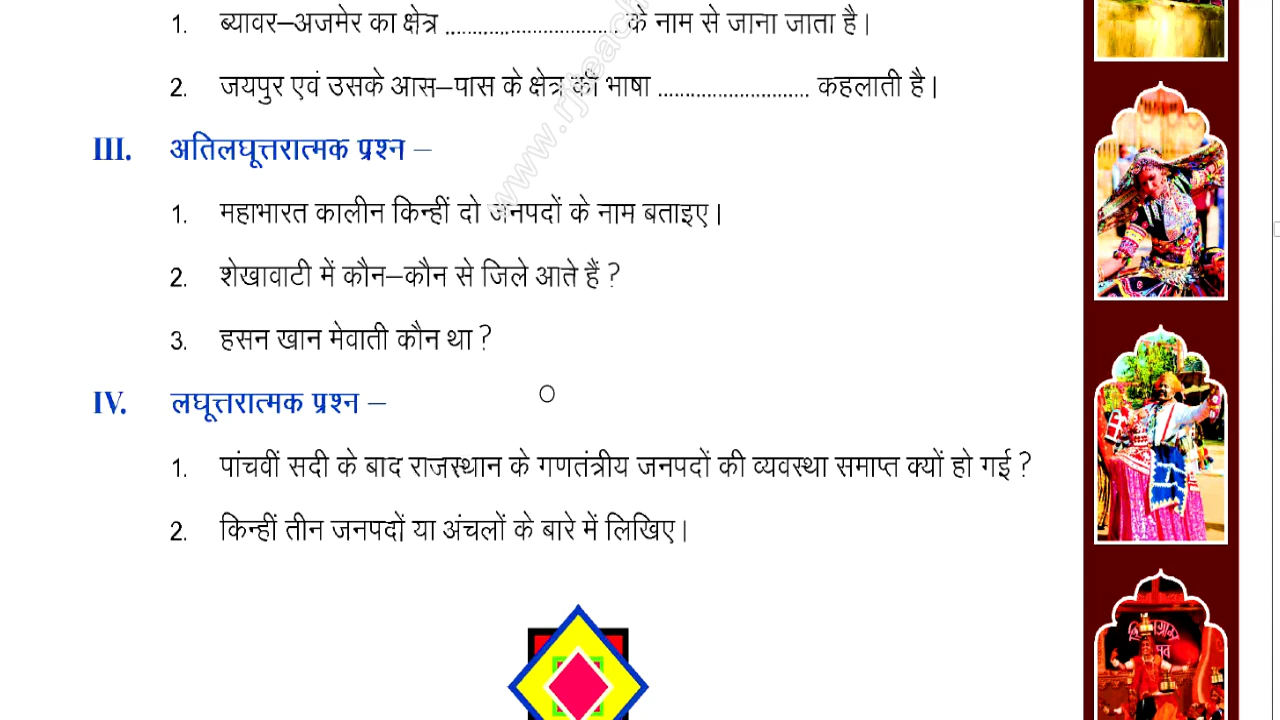 1. ब्यावर–अजमेर का क्षेत्र ................................ के नाम से जाना जाता है।
2. जयपुर एवं उसके आस–पास के क्षेत्र की भाषा ............................ कहलाती है।
III. अतिलघूत्तरात्मक प्रश्न –
1. महाभारत कालीन किन्हीं दो जनपदों के नाम बताइए।
2. शेखावाटी में कौन–कौन से जिले आते हैं ?
3. हसन खान मेवाती कौन था ?
IV. लघूत्तरात्मक प्रश्न –
1. पांचवीं सदी के बाद राजस्थान के गणतंत्रीय जनपदों की व्यवस्था समाप्त क्यों हो गई ?
2. किन्हीं तीन जनपदों या अंचलों के बारे में लिखिए।